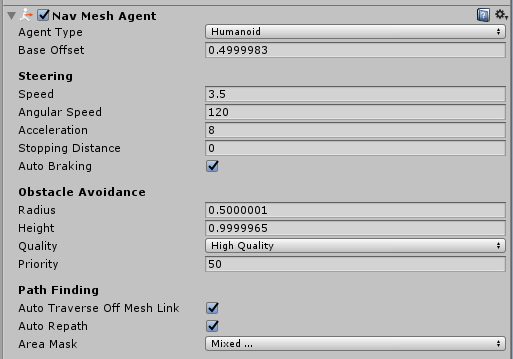 Nav Mesh Agent
Agent Type Humanoid
Base Offset 0.4999983
Steering
Speed 3.5
Angular Speed 120
Acceleration 8
Stopping Distance 0
Auto Braking
Obstacle Avoidance
Radius 0.5000001
Height 0.9999965
Quality High Quality
Priority 50
Path Finding
Auto Traverse Off Mesh Link
Auto Repath
Area Mask Mixed ...